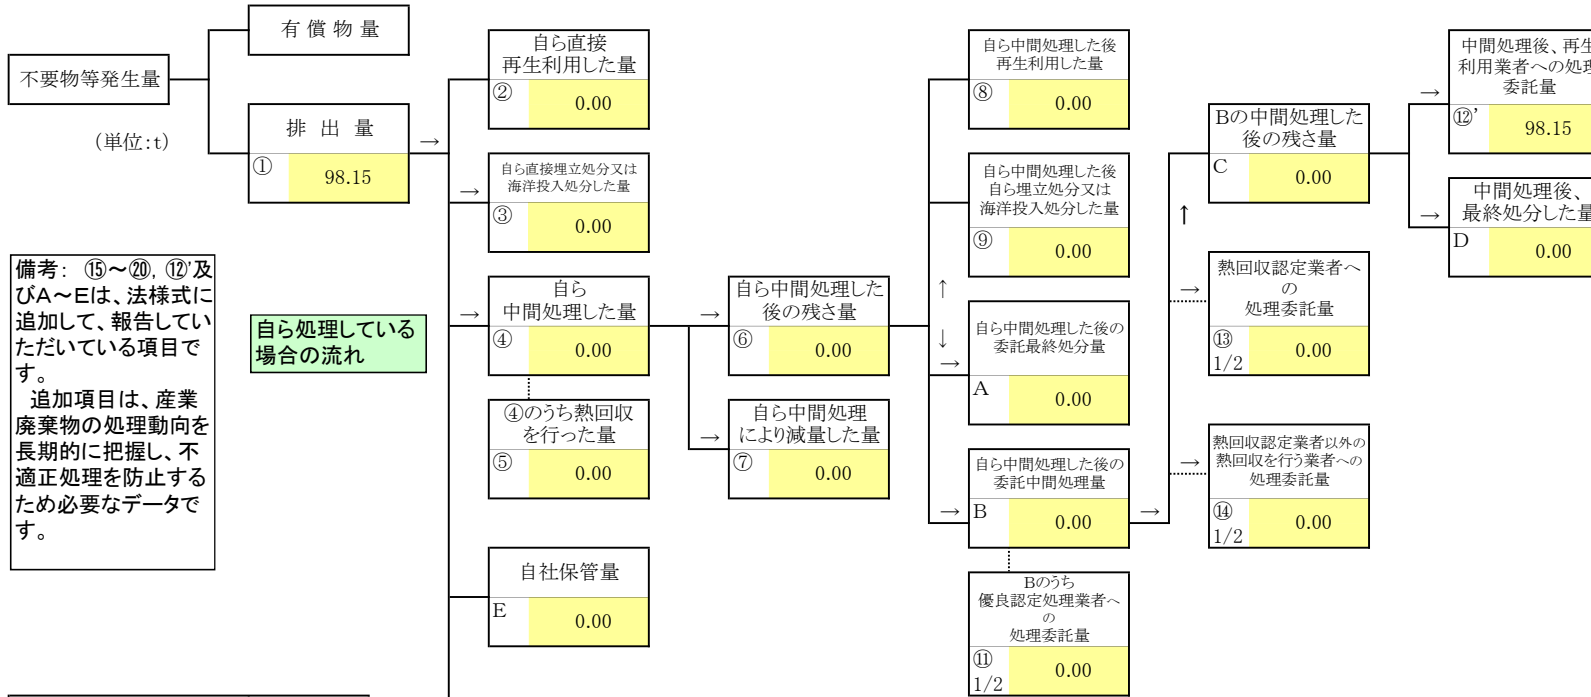 有 償 物 量
不要物等発生量
(単位:t)
排 出 量
→
①
98.15
備考： ⑮～⑳, ⑫'及
びA～Eは、法様式に
追加して、報告してい
ただいている項目で
す。
追加項目は、産業
廃棄物の処理動向を
長期的に把握し、不
適正処理を防止する
ため必要なデータで
す。
自ら処理している
場合の流れ
自ら直接
再生利用した量
②
0.00
→
自ら直接埋立処分又は
海洋投入処分した量
③
0.00
→
自ら
中間処理した量
④
0.00
④のうち熱回収
を行った量
⑤
0.00
自社保管量
E
0.00
→
自ら中間処理した
後の残さ量
⑥
0.00
→
自ら中間処理
により減量した量
⑦
0.00
自ら中間処理した後
再生利用した量
⑧
0.00
自ら中間処理した後
自ら埋立処分又は
海洋投入処分した量
⑨
0.00
↑
↓
→
自ら中間処理した後の
委託最終処分量
A
0.00
→
自ら中間処理した後の
委託中間処理量
B
0.00
→
Bのうち
優良認定処理業者へ
の
処理委託量
⑪
1/2
0.00
Bの中間処理した
後の残さ量
C
0.00
↑
→
熱回収認定業者へ
の
処理委託量
⑬
1/2
0.00
→
熱回収認定業者以外の
熱回収を行う業者への
処理委託量
⑭
1/2
0.00
→
中間処理後、再生
利用業者への処理
委託量
⑫'
98.15
→
中間処理後、
最終処分した量
D
0.00